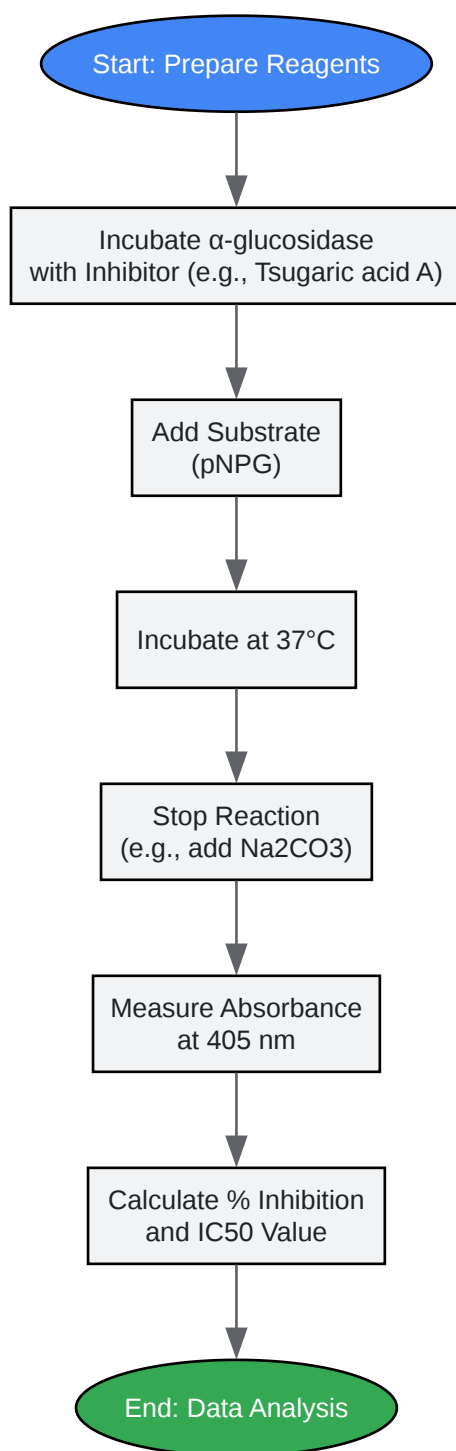 Start: Prepare Reagents
Incubate α-glucosidase
with Inhibitor (e.g., Tsugaric acid A)
Add Substrate
(pNPG)
Incubate at 37°C
Stop Reaction
(e.g., add Na2CO3)
Measure Absorbance
at 405 nm
Calculate % Inhibition
and IC50 Value
End: Data Analysis